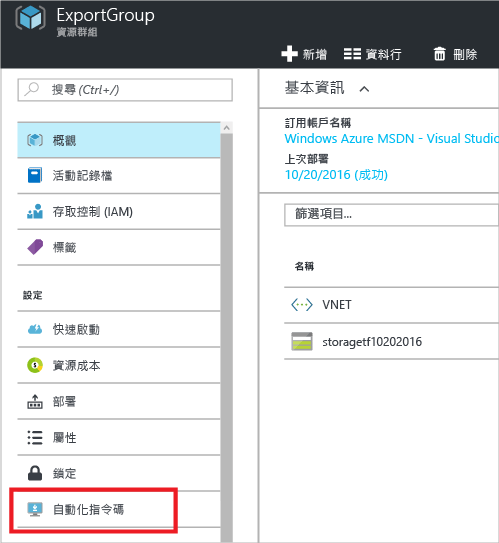 ExportGroup
資源群組
新增 資料行 刪除
搜尋 (Ctrl+/)
概觀
活動記錄檔
存取控制 (IAM)
標籤
設定
快速啟動
資源成本
部署
屬性
鎖定
自動化指令碼
基本資訊
訂用帳戶名稱
Windows Azure MSDN - Visual Studio
上次部署
10/20/2016 (成功)
篩選項目...
名稱
VNET
storagetf10202016